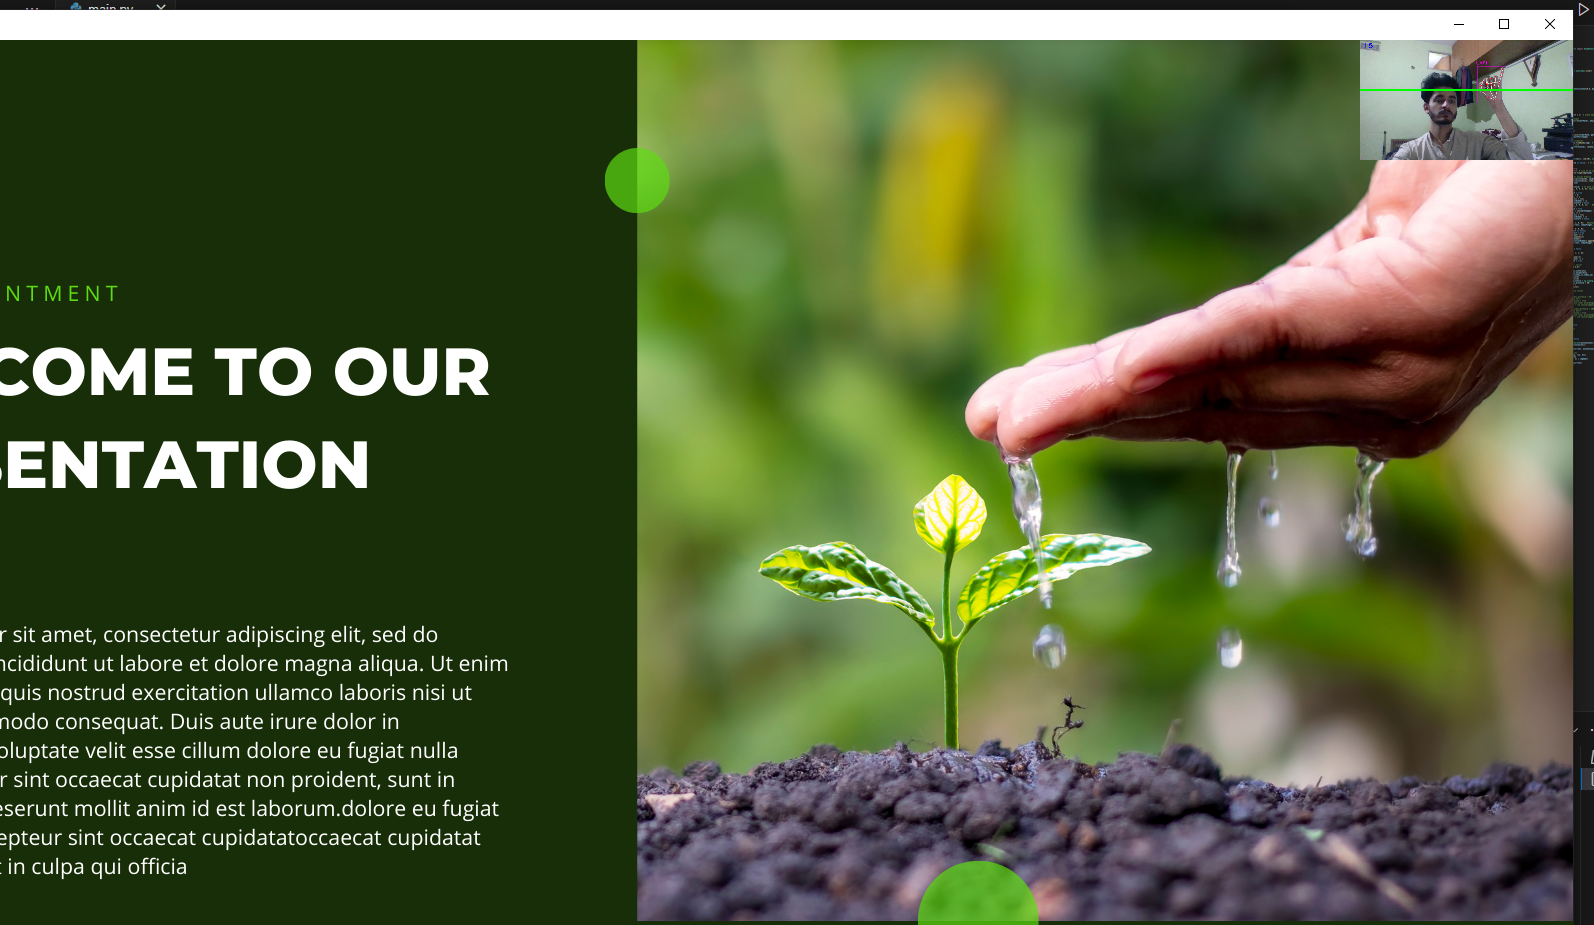 main.py
NTMENT
COME TO OUR
SENTATION
r sit amet, consectetur adipiscing elit, sed do
ncididunt ut labore et dolore magna aliqua. Ut enim
quis nostrud exercitation ullamco laboris nisi ut
modo consequat. Duis aute irure dolor in
oluptate velit esse cillum dolore eu fugiat nulla
r sint occaecat cupidatat non proident, sunt in
eserunt mollit anim id est laborum.dolore eu fugiat
epteur sint occaecat cupidatatoccaecat cupidatat
t in culpa qui officia